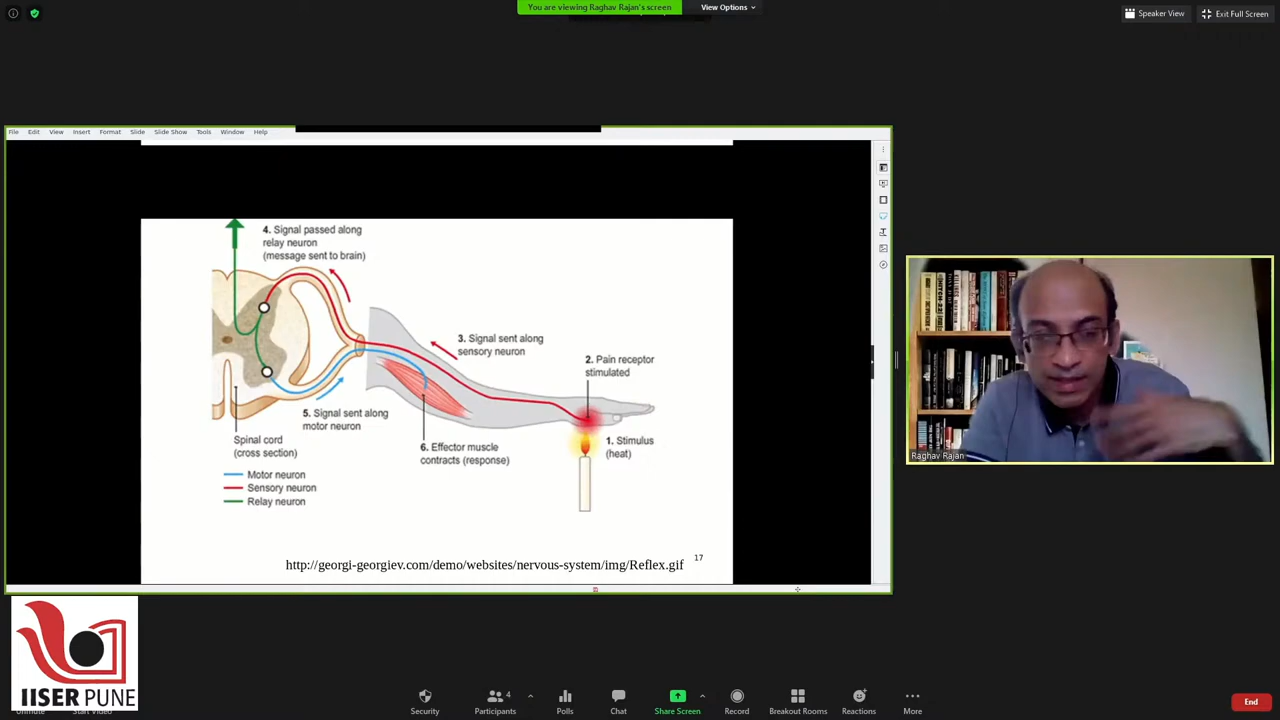 You are viewing Raghav Rajan's screen
View Options
Speaker View
Exit Full Screen
File Edit View Insert Format Slide Slide Show Tools Window Help
4. Signal passed along
relay neuron
(message sent to brain)
3. Signal sent along
sensory neuron
2. Pain receptor
stimulated
5. Signal sent along
motor neuron
1. Stimulus
(heat)
Spinal cord
(cross section)
6. Effector muscle
contracts (response)
Motor neuron
Sensory neuron
Relay neuron
17
http://georgi-georgiev.com/demo/websites/nervous-system/img/Reflex.gif
Raghav Rajan
IISER PUNE
Unmute
Start Video
Security
Participants 4
Polls
Chat
Share Screen
Record
Breakout Rooms
Reactions
More
End